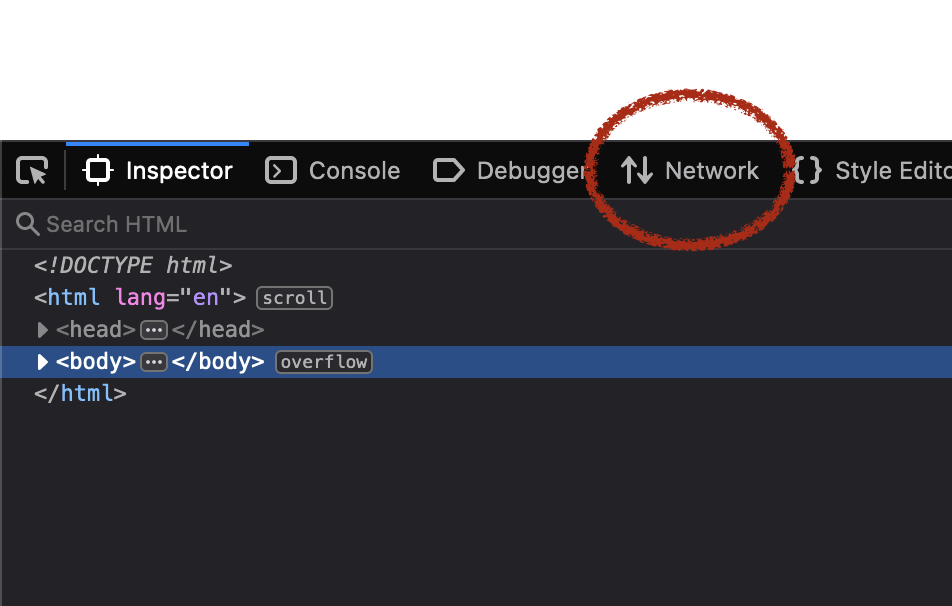 Inspector Console Debugger Network {} Style Edito
Search HTML
<!DOCTYPE html>
<html lang="en"> scroll
<head> ··· </head>
<body> ··· </body> overflow
</html>